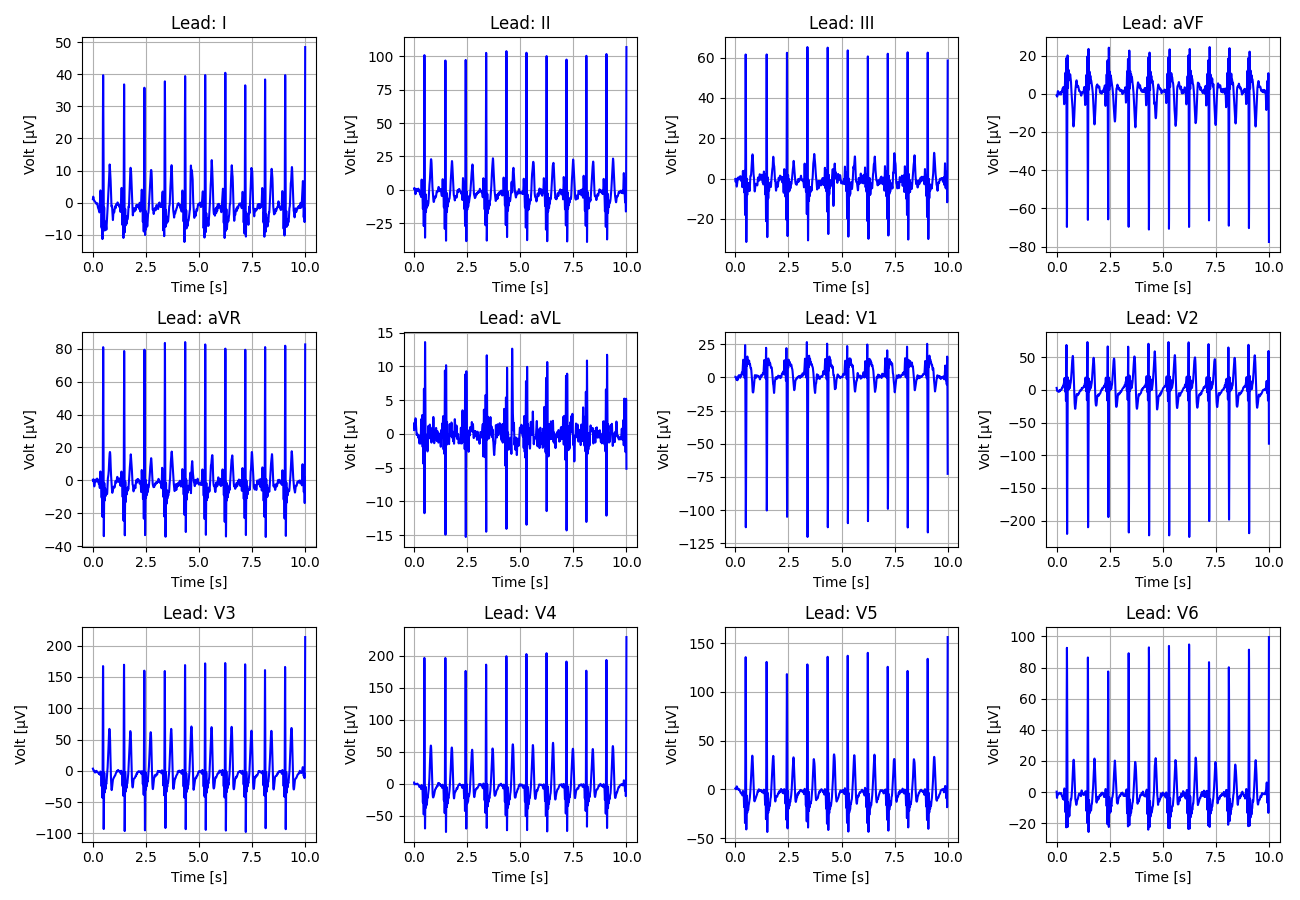 Lead: I
Volt [µV]
50
40
30
20
10
0
−10
0.0 2.5 5.0 7.5 10.0
Time [s]
Lead: II
Volt [µV]
100
75
50
25
0
−25
0.0 2.5 5.0 7.5 10.0
Time [s]
Lead: III
Volt [µV]
60
40
20
0
−20
0.0 2.5 5.0 7.5 10.0
Time [s]
Lead: aVF
Volt [µV]
20
0
−20
−40
−60
−80
0.0 2.5 5.0 7.5 10.0
Time [s]
Lead: aVR
Volt [µV]
80
60
40
20
0
−20
−40
0.0 2.5 5.0 7.5 10.0
Time [s]
Lead: aVL
Volt [µV]
15
10
5
0
−5
−10
−15
0.0 2.5 5.0 7.5 10.0
Time [s]
Lead: V1
Volt [µV]
25
0
−25
−50
−75
−100
−125
0.0 2.5 5.0 7.5 10.0
Time [s]
Lead: V2
Volt [µV]
50
0
−50
−100
−150
−200
0.0 2.5 5.0 7.5 10.0
Time [s]
Lead: V3
Volt [µV]
200
150
100
50
0
−50
−100
0.0 2.5 5.0 7.5 10.0
Time [s]
Lead: V4
Volt [µV]
200
150
100
50
0
−50
0.0 2.5 5.0 7.5 10.0
Time [s]
Lead: V5
Volt [µV]
150
100
50
0
−50
0.0 2.5 5.0 7.5 10.0
Time [s]
Lead: V6
Volt [µV]
100
80
60
40
20
0
−20
0.0 2.5 5.0 7.5 10.0
Time [s]